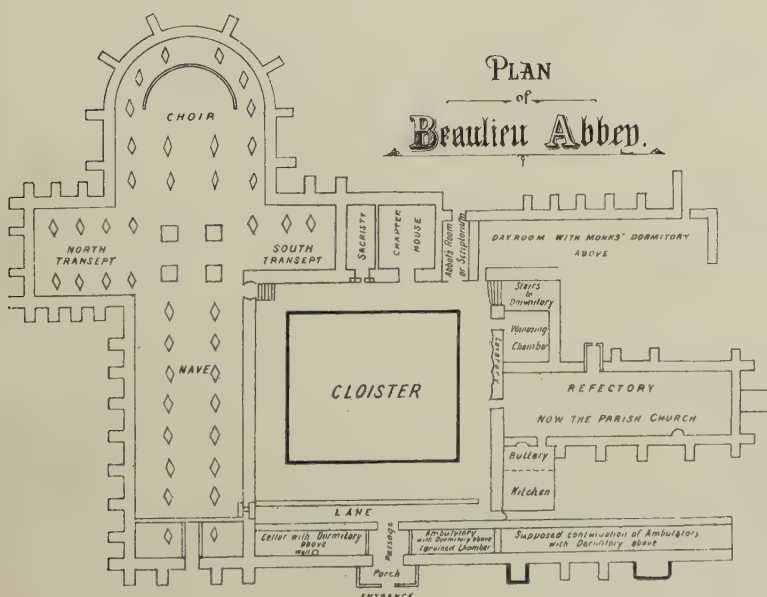 PLAN
of
Beaulieu Abbey.
CHOIR
NORTH
TRANSEPT
SOUTH
TRANSEPT
SACRISTY
CHAPTER
HOUSE
Abbot's Room
or Scriptorium
DAYROOM WITH MONKS' DORMITORY
ABOVE
Stairs
to
Dormitory
Warming
Chamber
Lavatory
NAVE
CLOISTER
REFECTORY
NOW THE PARISH CHURCH
Buttery
Kitchen
LANE
Cellar with Dormitory
above
Passage
Ambulatory
with Dormitory above
Chamber
Supposed continuation of Ambulatory
with Dormitory above
Porch
ENTRANCE